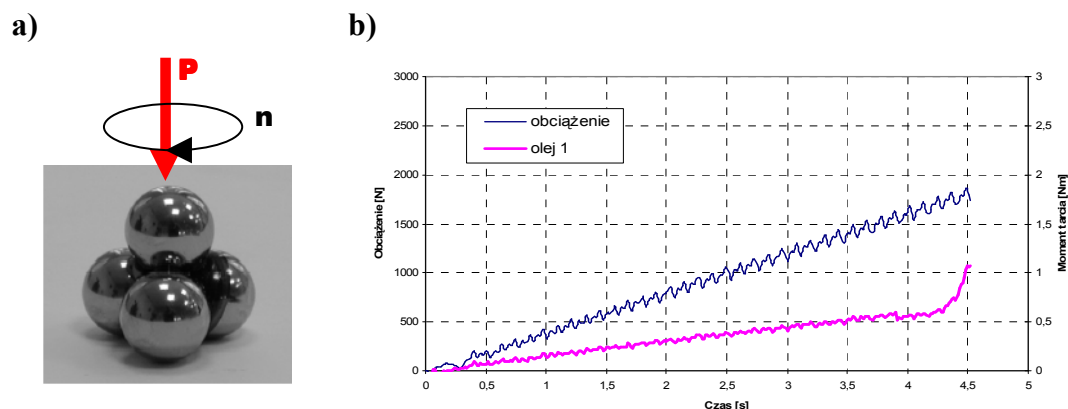 a)
b)
P
n
3000
2500
2000
1500
1000
500
0
Obciążenie [N]
obciążenie
olej 1
3
2,5
2
1,5
1
0,5
0
Moment tarcia [Nm]
0 0,5 1 1,5 2 2,5 3 3,5 4 4,5 5
Czas [s]